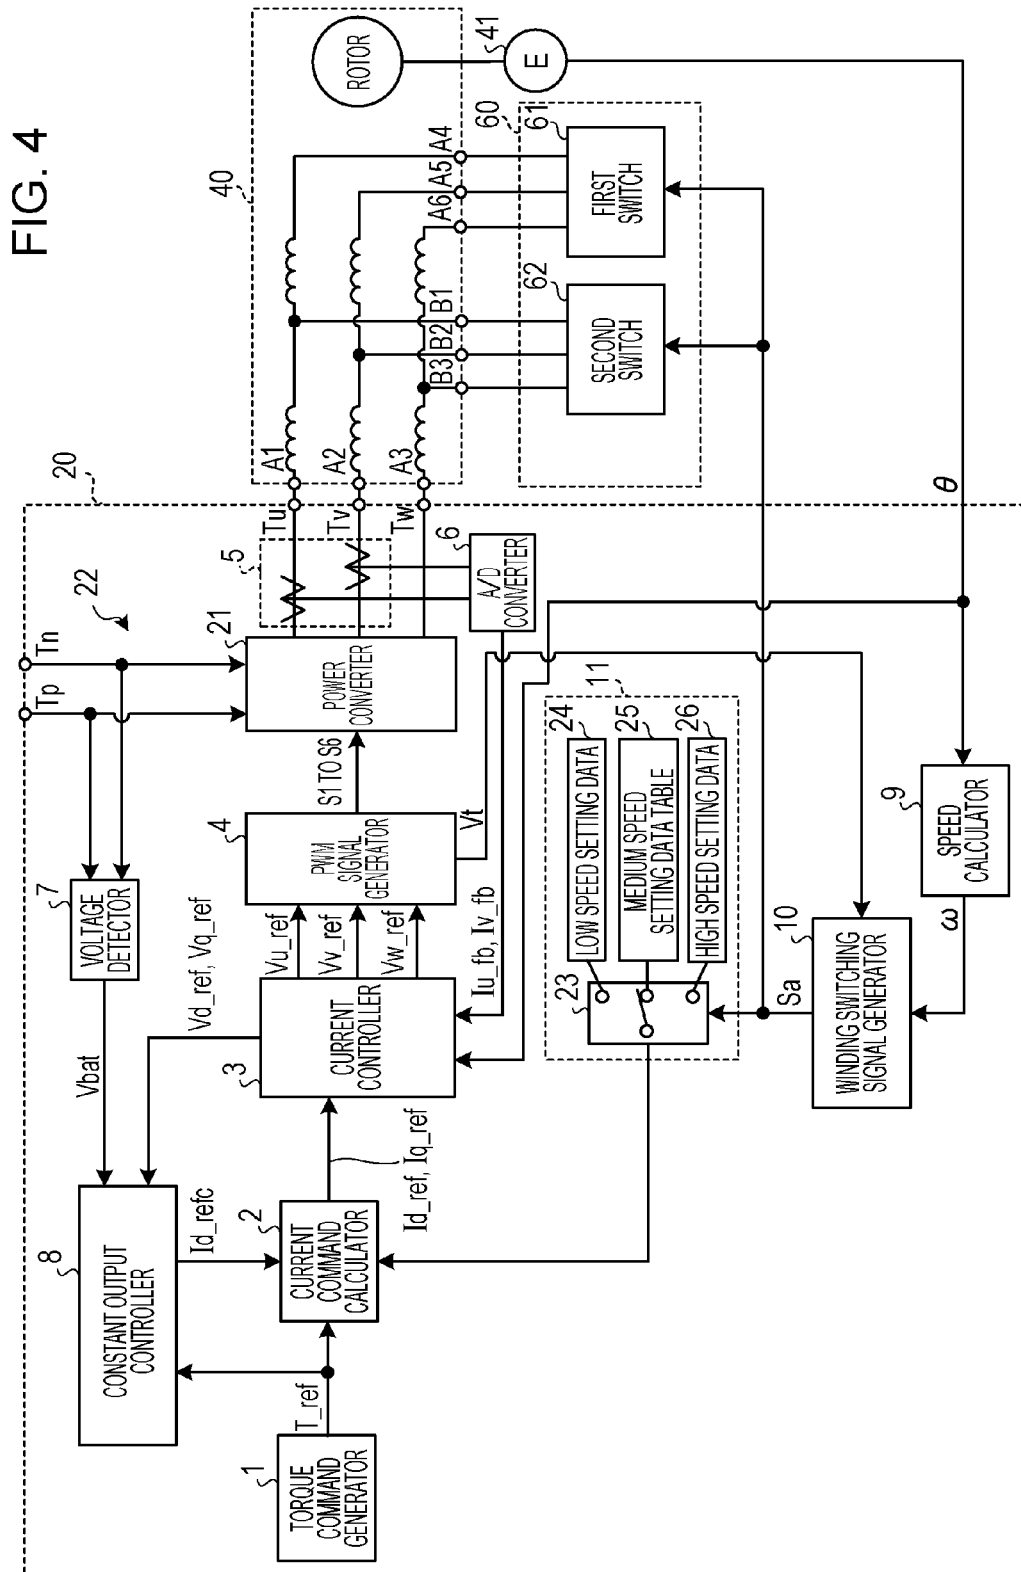 FIG. 4
20
22
Tp
Tn
7
VOLTAGE
DETECTOR
Vbat
8
CONSTANT OUTPUT
CONTROLLER
Id_refc
Vd_ref, Vq_ref
1
TORQUE
COMMAND
GENERATOR
T_ref
2
CURRENT
COMMAND
CALCULATOR
Id_ref, Iq_ref
3
CURRENT
CONTROLLER
Vu_ref
Vv_ref
Vw_ref
4
PWM
SIGNAL
GENERATOR
S1 TO S6
21
POWER
CONVERTER
5
Tu
Tv
Tw
6
A/D
CONVERTER
Iu_fb, Iv_fb
Vt
40
A1
A2
A3
B3
B2
B1
A6
A5
A4
ROTOR
41
E
60
62
SECOND
SWITCH
61
FIRST
SWITCH
11
23
24
LOW SPEED SETTING DATA
25
MEDIUM SPEED
SETTING DATA TABLE
26
HIGH SPEED SETTING DATA
Sa
10
WINDING SWITCHING
SIGNAL GENERATOR
ω
9
SPEED
CALCULATOR
θ